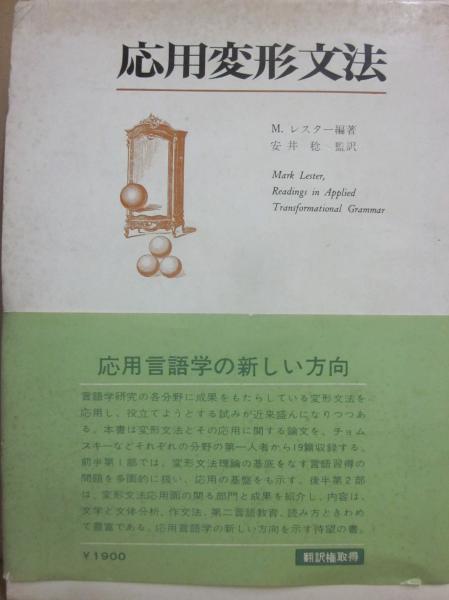 応用変形文法
M. レスター編著
安井 稔 監訳
Mark Lester,
Readings in Applied
Transformational Grammar
応用言語学の新しい方向
言語学研究の各分野に成果をもたらしている変形文法を
応用し、役立てようとする試みが近来盛んになりつつあ
る。本書は変形文法とその応用に関する論文を、チョム
スキーなどそれぞれの分野の第一人者から19篇収録する。
前半第1部では、変形文法理論の基底をなす言語習得の
問題を多面的に扱い、応用の基盤をも示す。後半第2部
は、変形文法応用面の関る部門と成果を紹介し、内容は、
文学と文体分析、作文法、第二言語教育、読み方ときわめ
て豊富である。応用言語学の新しい方向を示す待望の書。
¥1900
翻訳権取得